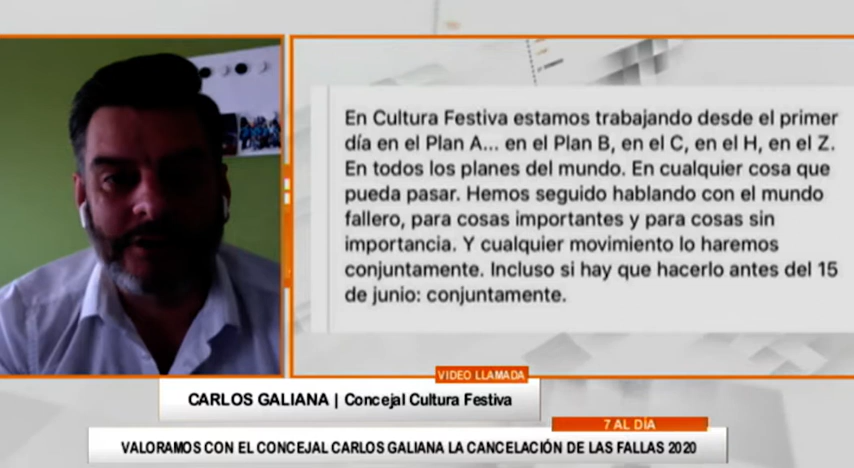 En Cultura Festiva estamos trabajando desde el primer
día en el Plan A... en el Plan B, en el C, en el H, en el Z.
En todos los planes del mundo. En cualquier cosa que
pueda pasar. Hemos seguido hablando con el mundo
fallero, para cosas importantes y para cosas sin
importancia. Y cualquier movimiento lo haremos
conjuntamente. Incluso si hay que hacerlo antes del 15
de junio: conjuntamente.
VIDEO LLAMADA
CARLOS GALIANA | Concejal Cultura Festiva
7 AL DÍA
VALORAMOS CON EL CONCEJAL CARLOS GALIANA LA CANCELACIÓN DE LAS FALLAS 2020